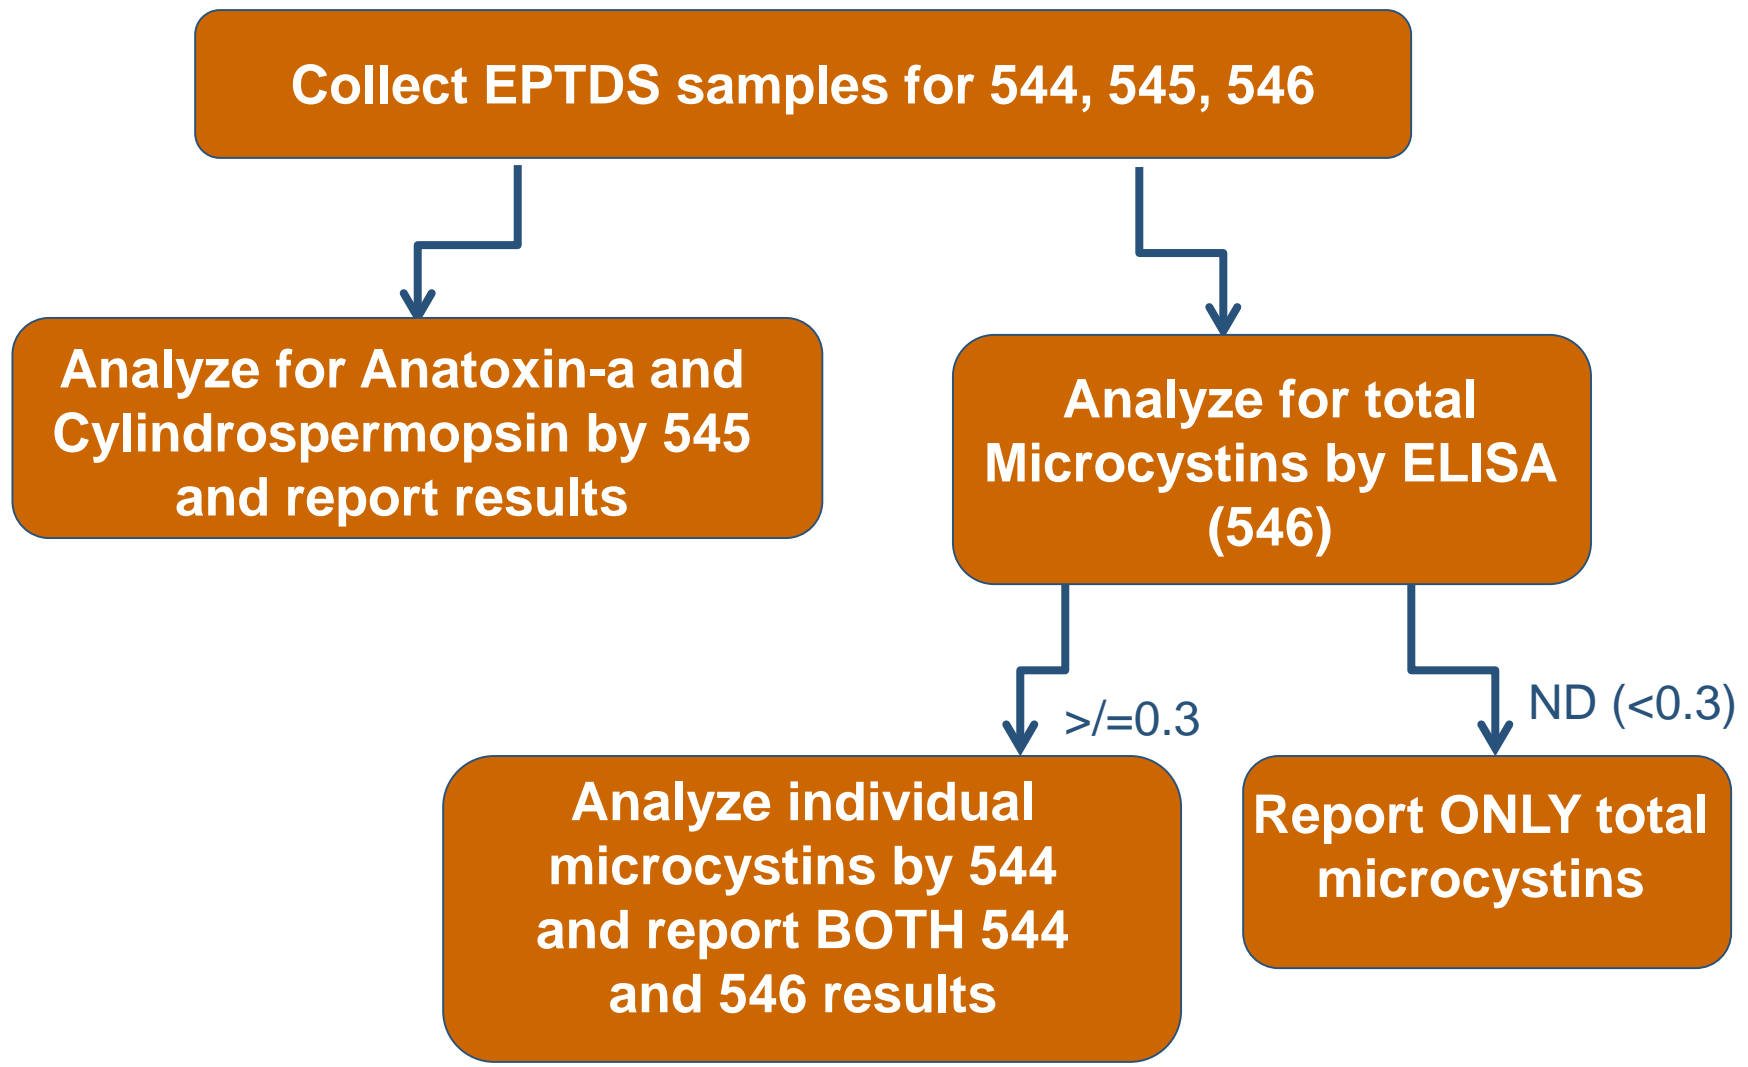 Collect EPTDS samples for 544, 545, 546
Analyze for Anatoxin-a and
Cylindrospermopsin by 545
and report results
Analyze for total
Microcystins by ELISA
(546)
>/=0.3
ND (<0.3)
Analyze individual
microcystins by 544
and report BOTH 544
and 546 results
Report ONLY total
microcystins